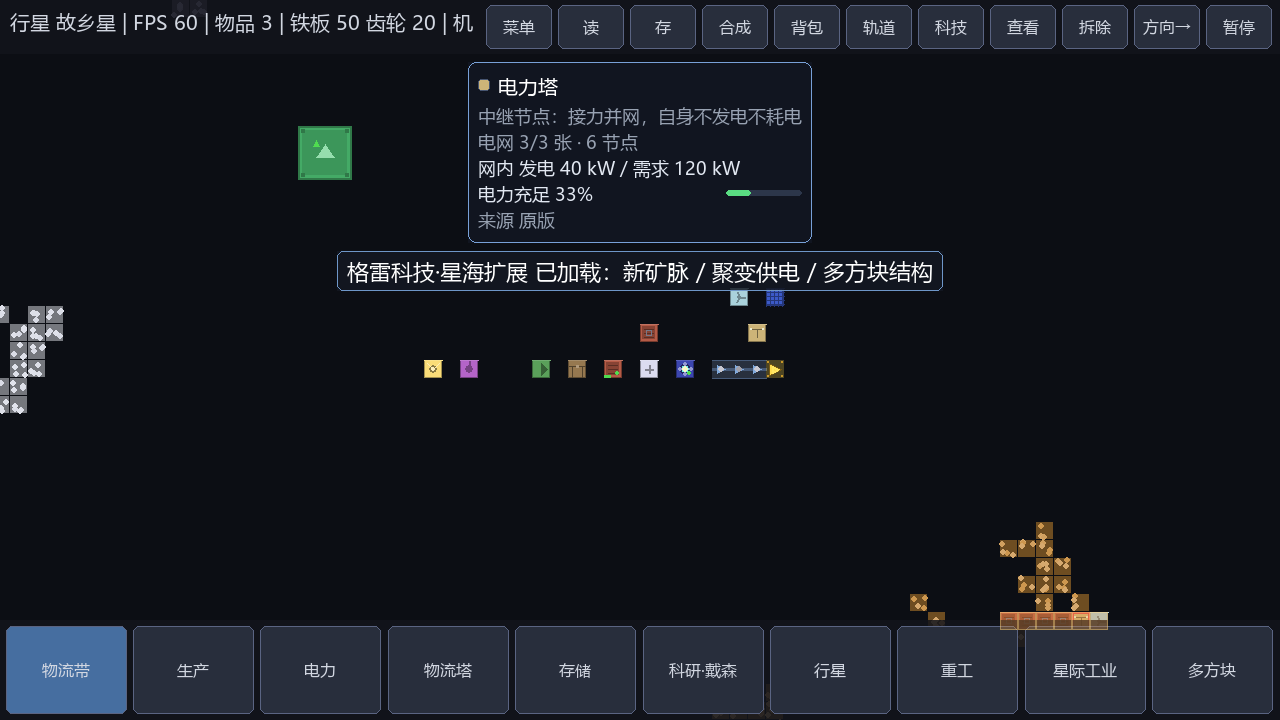 行星 故乡星 | FPS 60 | 物品 3 | 铁板 50 齿轮 20 | 机
菜单
读
存
合成
背包
轨道
科技
查看
拆除
方向→
暂停
电力塔
中继节点：接力并网，自身不发电不耗电
电网 3/3 张 · 6 节点
网内 发电 40 kW / 需求 120 kW
电力充足 33%
来源 原版
格雷科技·星海扩展 已加载：新矿脉 / 聚变供电 / 多方块结构
物流带
生产
电力
物流塔
存储
科研·戴森
行星
重工
星际工业
多方块